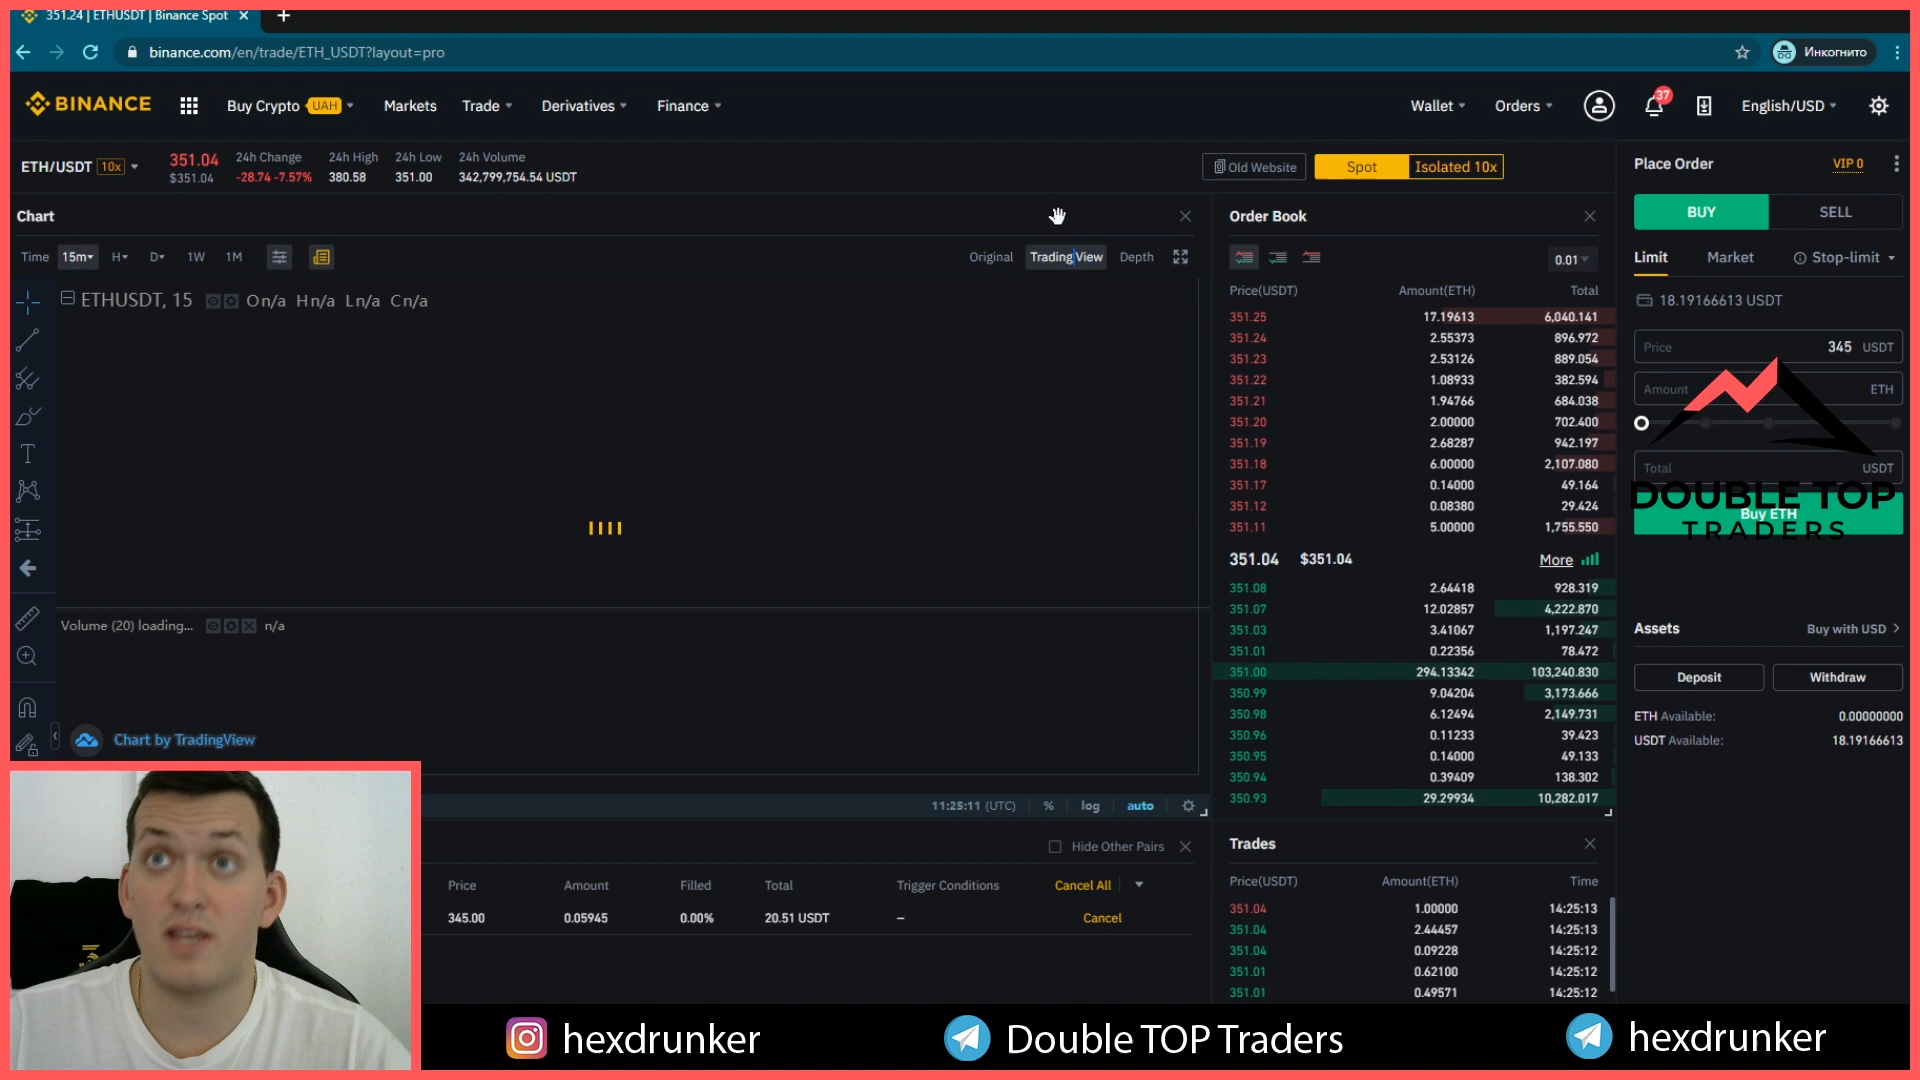 351.24 | ETHUSDT | Binance Spot
binance.com/en/trade/ETH_USDT?layout=pro
Инкогнито
BINANCE
Buy Crypto UAH Markets Trade Derivatives Finance
Wallet Orders 37 English/USD
ETH/USDT 10x
351.04
$351.04
24h Change
-28.74 -7.57%
24h High
380.58
24h Low
351.00
24h Volume
342,799,754.54 USDT
Old Website Spot Isolated 10x
Chart
Time 15m H D 1W 1M
Original TradingView Depth
ETHUSDT, 15 On/a Hn/a Ln/a Cn/a
Volume (20) loading... n/a
Chart by TradingView
11:25:11 (UTC) % log auto
Hide Other Pairs
Price Amount Filled Total Trigger Conditions Cancel All
345.00 0.05945 0.00% 20.51 USDT – Cancel
Order Book
0.01
Price(USDT) Amount(ETH) Total
351.25 17.19613 6,040.141
351.24 2.55373 896.972
351.23 2.53126 889.054
351.22 1.08933 382.594
351.21 1.94766 684.038
351.20 2.00000 702.400
351.19 2.68287 942.197
351.18 6.00000 2,107.080
351.17 0.14000 49.164
351.12 0.08380 29.424
351.11 5.00000 1,755.550
351.04 $351.04 More
351.08 2.64418 928.319
351.07 12.02857 4,222.870
351.03 3.41067 1,197.247
351.01 0.22356 78.472
351.00 294.13342 103,240.830
350.99 9.04204 3,173.666
350.98 6.12494 2,149.731
350.96 0.11233 39.423
350.95 0.14000 49.133
350.94 0.39409 138.302
350.93 29.29934 10,282.017
Trades
Price(USDT) Amount(ETH) Time
351.04 1.00000 14:25:13
351.04 2.44457 14:25:13
351.04 0.09228 14:25:12
351.01 0.62100 14:25:12
351.01 0.49571 14:25:12
Place Order VIP 0
BUY SELL
Limit Market Stop-limit
18.19166613 USDT
Price 345 USDT
Amount ETH
Total USDT
DOUBLE TOP
Buy ETH
TRADERS
Assets Buy with USD
Deposit Withdraw
ETH Available: 0.00000000
USDT Available: 18.19166613
hexdrunker Double TOP Traders hexdrunker